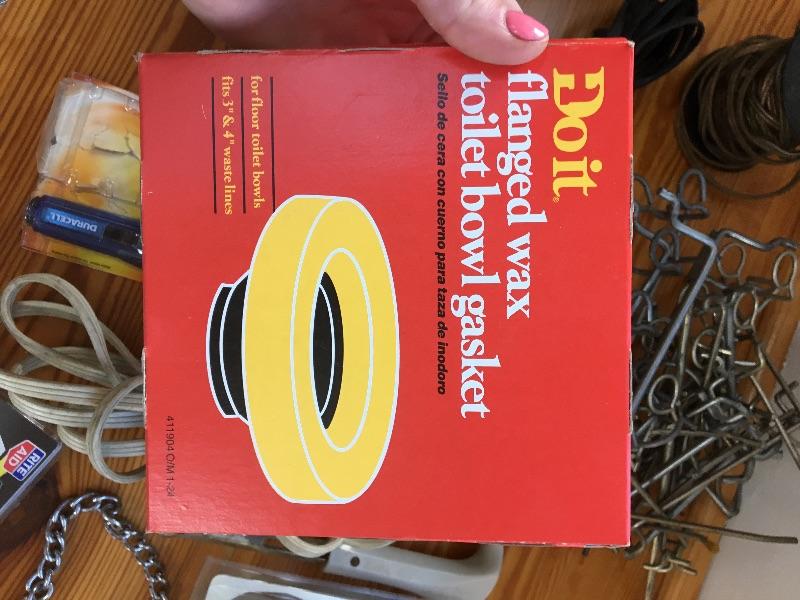 Do it®
flanged wax
toilet bowl gasket
Sello de cera con cuerno para taza de inodoro
for floor toilet bowls
fits 3" & 4" waste lines
411904 O/M 1-24
DURACELL
RITE
AID